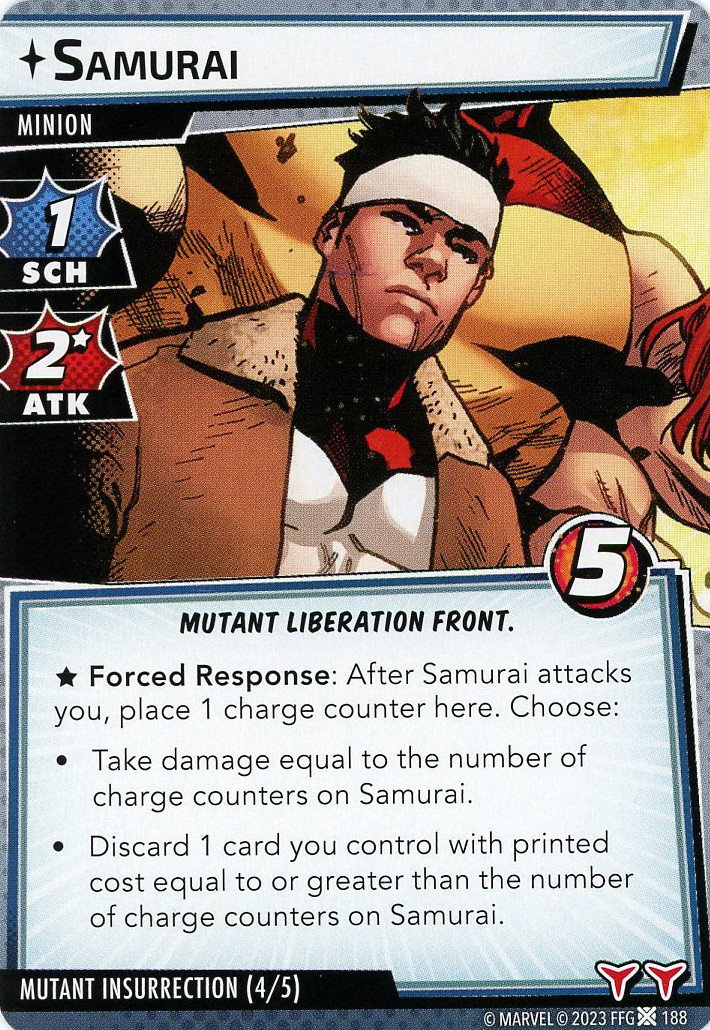 SAMURAI
MINION
1
SCH
2★
ATK
5
MUTANT LIBERATION FRONT.
★ Forced Response: After Samurai attacks
you, place 1 charge counter here. Choose:
• Take damage equal to the number of
charge counters on Samurai.
• Discard 1 card you control with printed
cost equal to or greater than the number
of charge counters on Samurai.
MUTANT INSURRECTION (4/5)
© MARVEL © 2023 FFG 188